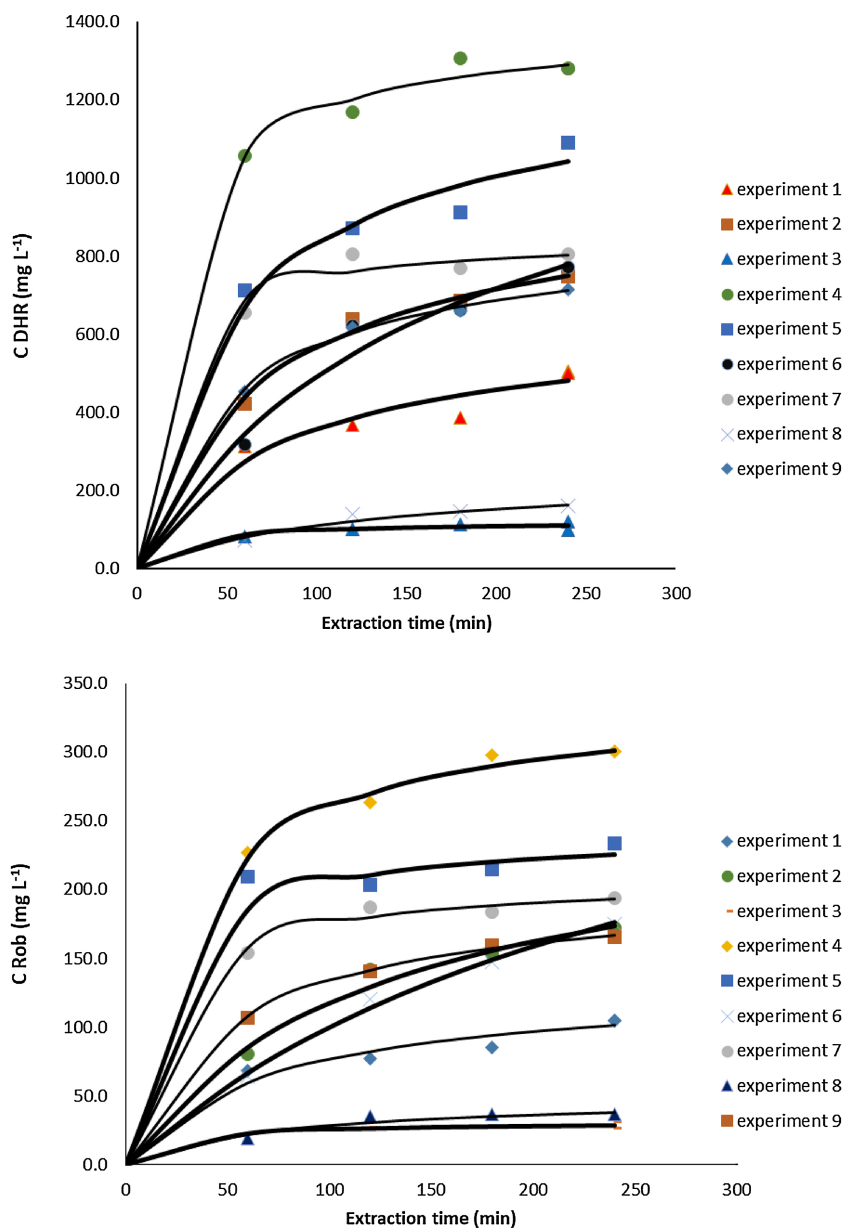 1400.0
1200.0
1000.0
800.0
600.0
400.0
200.0
0.0
C DHR (mg L⁻¹)
0 50 100 150 200 250 300
Extraction time (min)
experiment 1
experiment 2
experiment 3
experiment 4
experiment 5
experiment 6
experiment 7
experiment 8
experiment 9
350.0
300.0
250.0
200.0
150.0
100.0
50.0
0.0
C Rob (mg L⁻¹)
0 50 100 150 200 250 300
Extraction time (min)
experiment 1
experiment 2
experiment 3
experiment 4
experiment 5
experiment 6
experiment 7
experiment 8
experiment 9